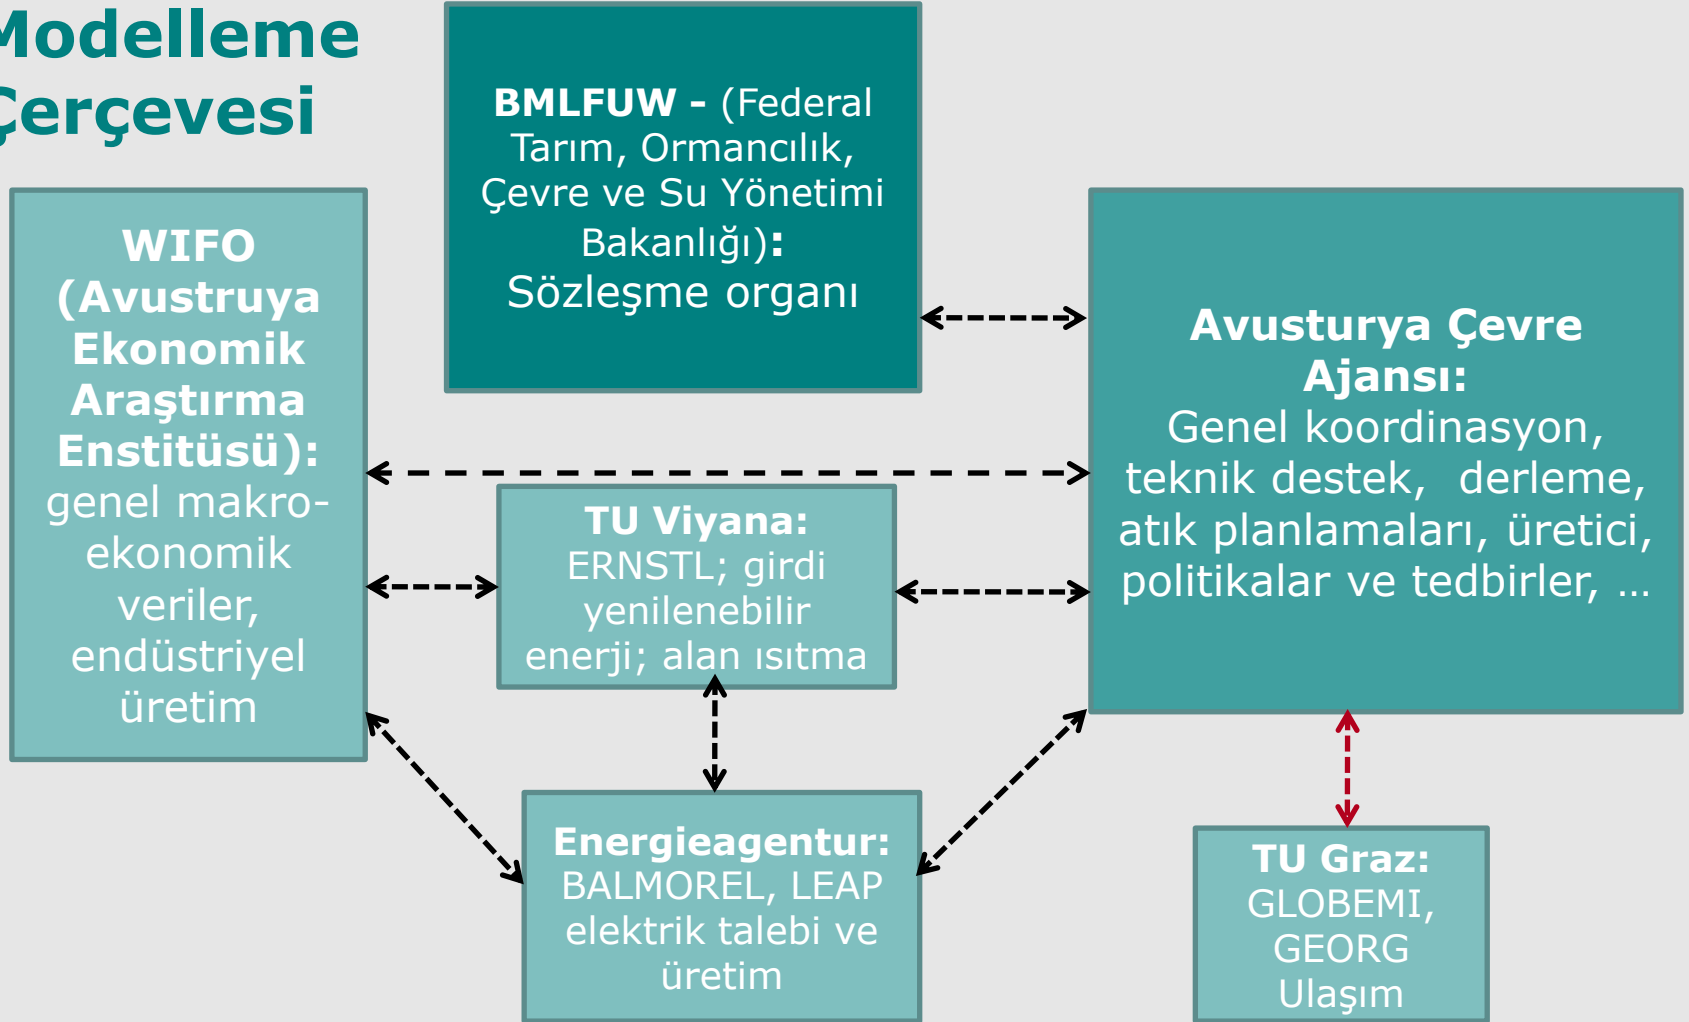 Modelleme
Çerçevesi
BMLFUW - (Federal
Tarım, Ormancılık,
Çevre ve Su Yönetimi
Bakanlığı):
Sözleşme organı
WIFO
(Avustruya
Ekonomik
Araştırma
Enstitüsü):
genel makro-
ekonomik
veriler,
endüstriyel
üretim
Avusturya Çevre
Ajansı:
Genel koordinasyon,
teknik destek, derleme,
atık planlamaları, üretici,
politikalar ve tedbirler, ...
TU Viyana:
ERNSTL; girdi
yenilenebilir
enerji; alan ısıtma
Energieagentur:
BALMOREL, LEAP
elektrik talebi ve
üretim
TU Graz:
GLOBEMI,
GEORG
Ulaşım